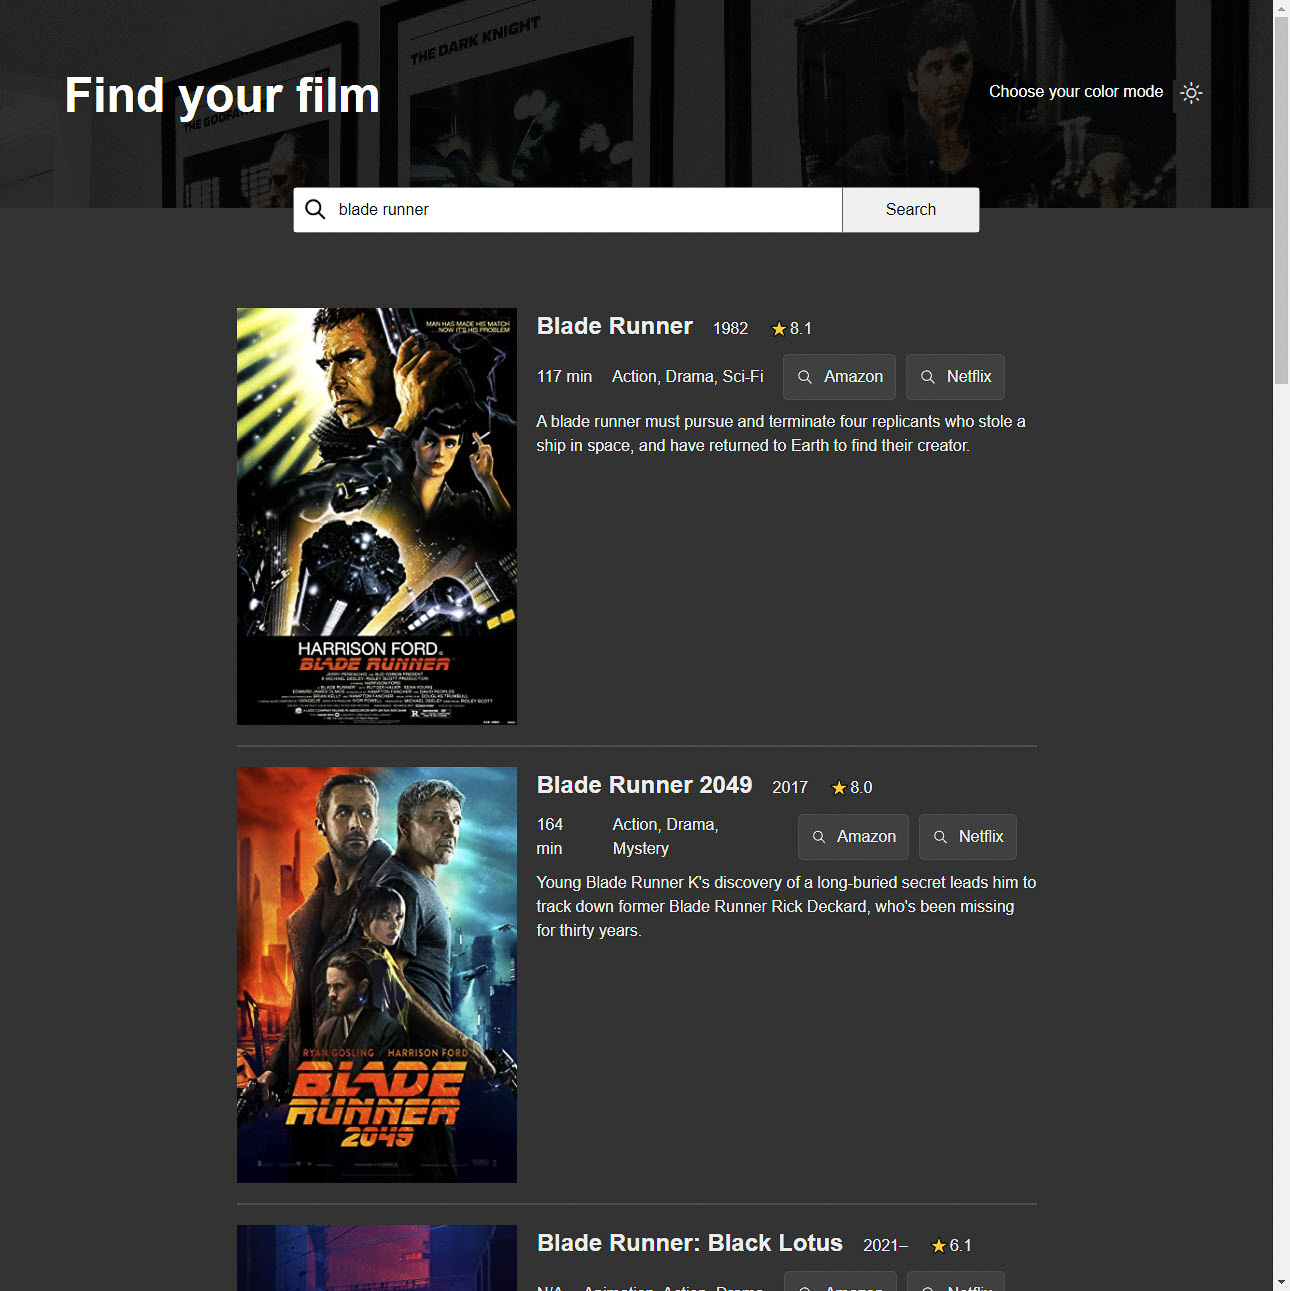 THE DARK KNIGHT
Find your film
THE GODFATHER
Choose your color mode
blade runner
Search
MAN HAS MADE HIS MATCH
...NOW IT'S HIS PROBLEM
HARRISON FORD
BLADE RUNNER
Blade Runner 1982 8.1
117 min Action, Drama, Sci-Fi Amazon Netflix
A blade runner must pursue and terminate four replicants who stole a
ship in space, and have returned to Earth to find their creator.
RYAN GOSLING HARRISON FORD
BLADE
RUNNER
2049
Blade Runner 2049 2017 8.0
164 min Action, Drama, Mystery Amazon Netflix
Young Blade Runner K's discovery of a long-buried secret leads him to
track down former Blade Runner Rick Deckard, who's been missing
for thirty years.
Blade Runner: Black Lotus 2021– 6.1
N/A Animation, Action, Drama Amazon Netflix